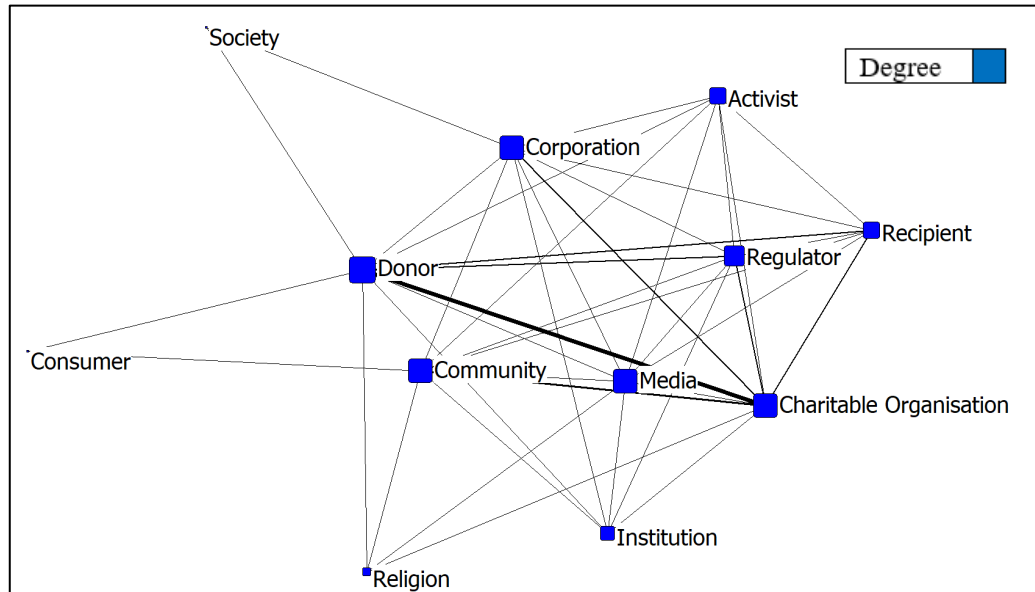 Society
Degree
Activist
Corporation
Recipient
Regulator
Donor
Consumer
Community
Media
Charitable Organisation
Institution
Religion